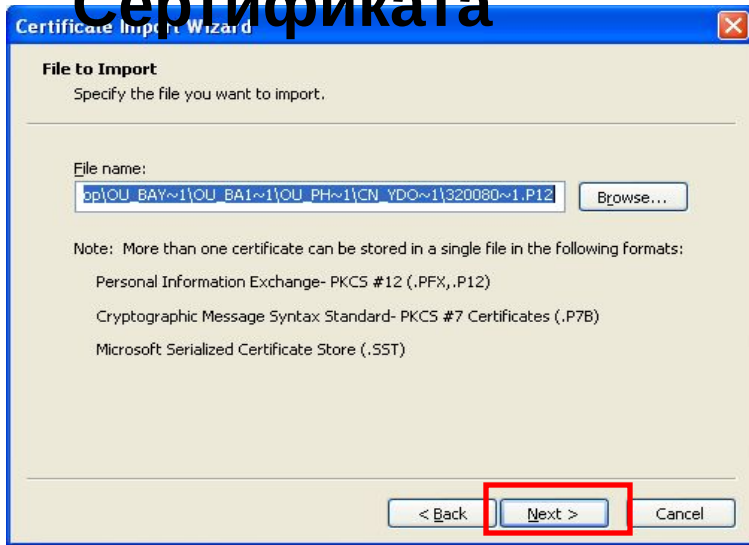 Сертификата
Certificate Import Wizard
File to Import
Specify the file you want to import.
File name:
op\OU_BAY~1\OU_BA1~1\OU_PH~1\CN_YDO~1\320080~1.P12
Browse...
Note: More than one certificate can be stored in a single file in the following formats:
Personal Information Exchange- PKCS #12 (.PFX,.P12)
Cryptographic Message Syntax Standard- PKCS #7 Certificates (.P7B)
Microsoft Serialized Certificate Store (.SST)
< Back
Next >
Cancel